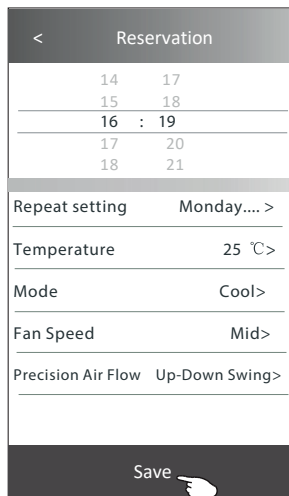 < Reservation
14 17
15 18
16 : 19
17 20
18 21
Repeat setting Monday.... >
Temperature 25 ℃>
Mode Cool>
Fan Speed Mid>
Precision Air Flow Up-Down Swing>
Save